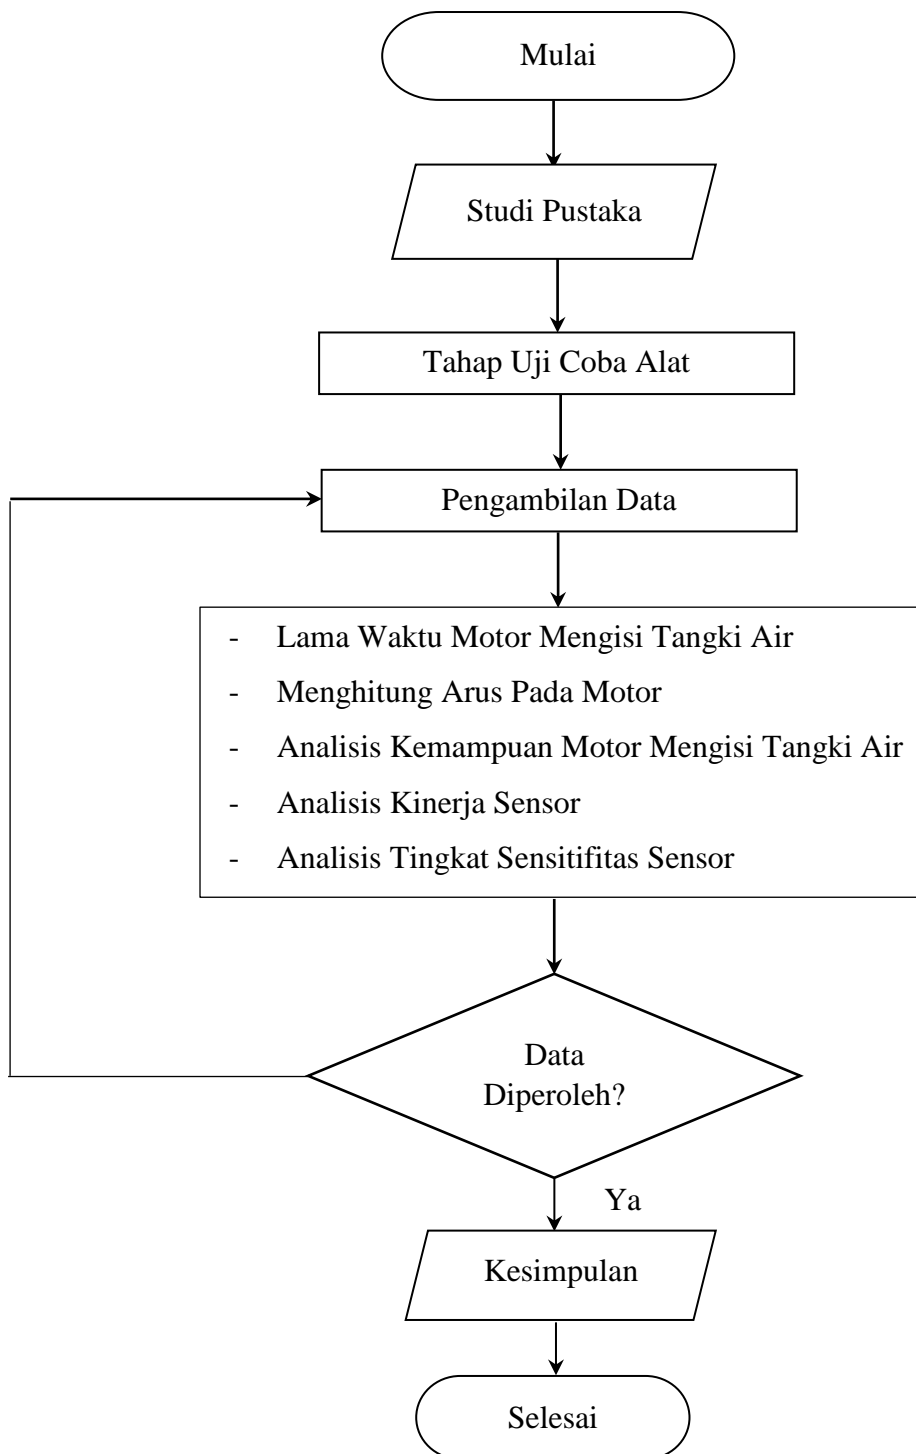 Mulai
Studi Pustaka
Tahap Uji Coba Alat
Pengambilan Data
- Lama Waktu Motor Mengisi Tangki Air
- Menghitung Arus Pada Motor
- Analisis Kemampuan Motor Mengisi Tangki Air
- Analisis Kinerja Sensor
- Analisis Tingkat Sensitifitas Sensor
Data
Diperoleh?
Ya
Kesimpulan
Selesai